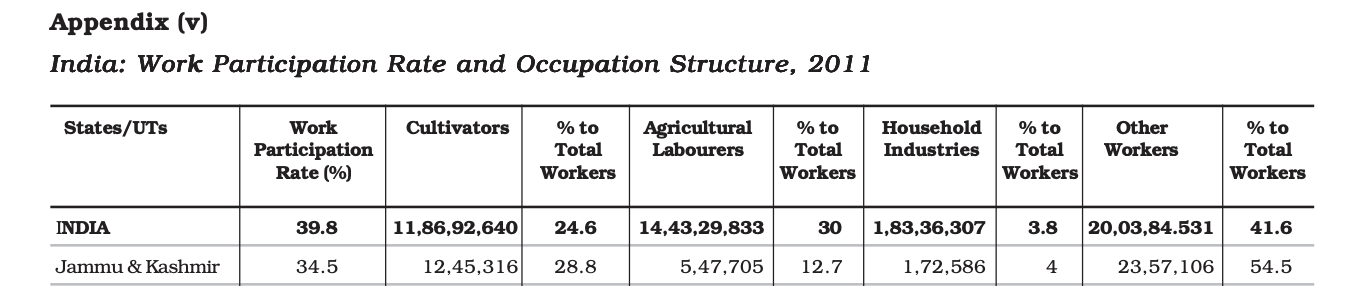 Appendix (v)
India: Work Participation Rate and Occupation Structure, 2011
States/UTs Work Cultivators % to Agricultural % to Household % to Other % to
Participation Total Labourers Total Industries Total Workers Total
Rate (%) Workers Workers Workers Workers
INDIA 39.8 11,86,92,640 24.6 14,43,29,833 30 1,83,36,307 3.8 20,03,84.531 41.6
Jammu & Kashmir 34.5 12,45,316 28.8 5,47,705 12.7 1,72,586 4 23,57,106 54.5